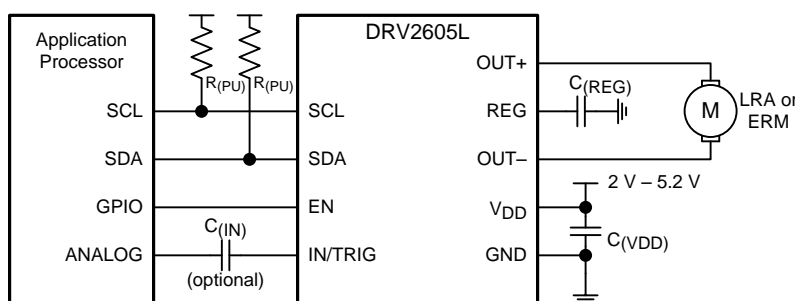 Application
Processor
SCL
SDA
GPIO
ANALOG
R(PU)
R(PU)
C(IN)
(optional)
DRV2605L
SCL
SDA
EN
IN/TRIG
OUT+
REG
OUT–
VDD
GND
C(REG)
M
LRA or
ERM
2 V – 5.2 V
C(VDD)